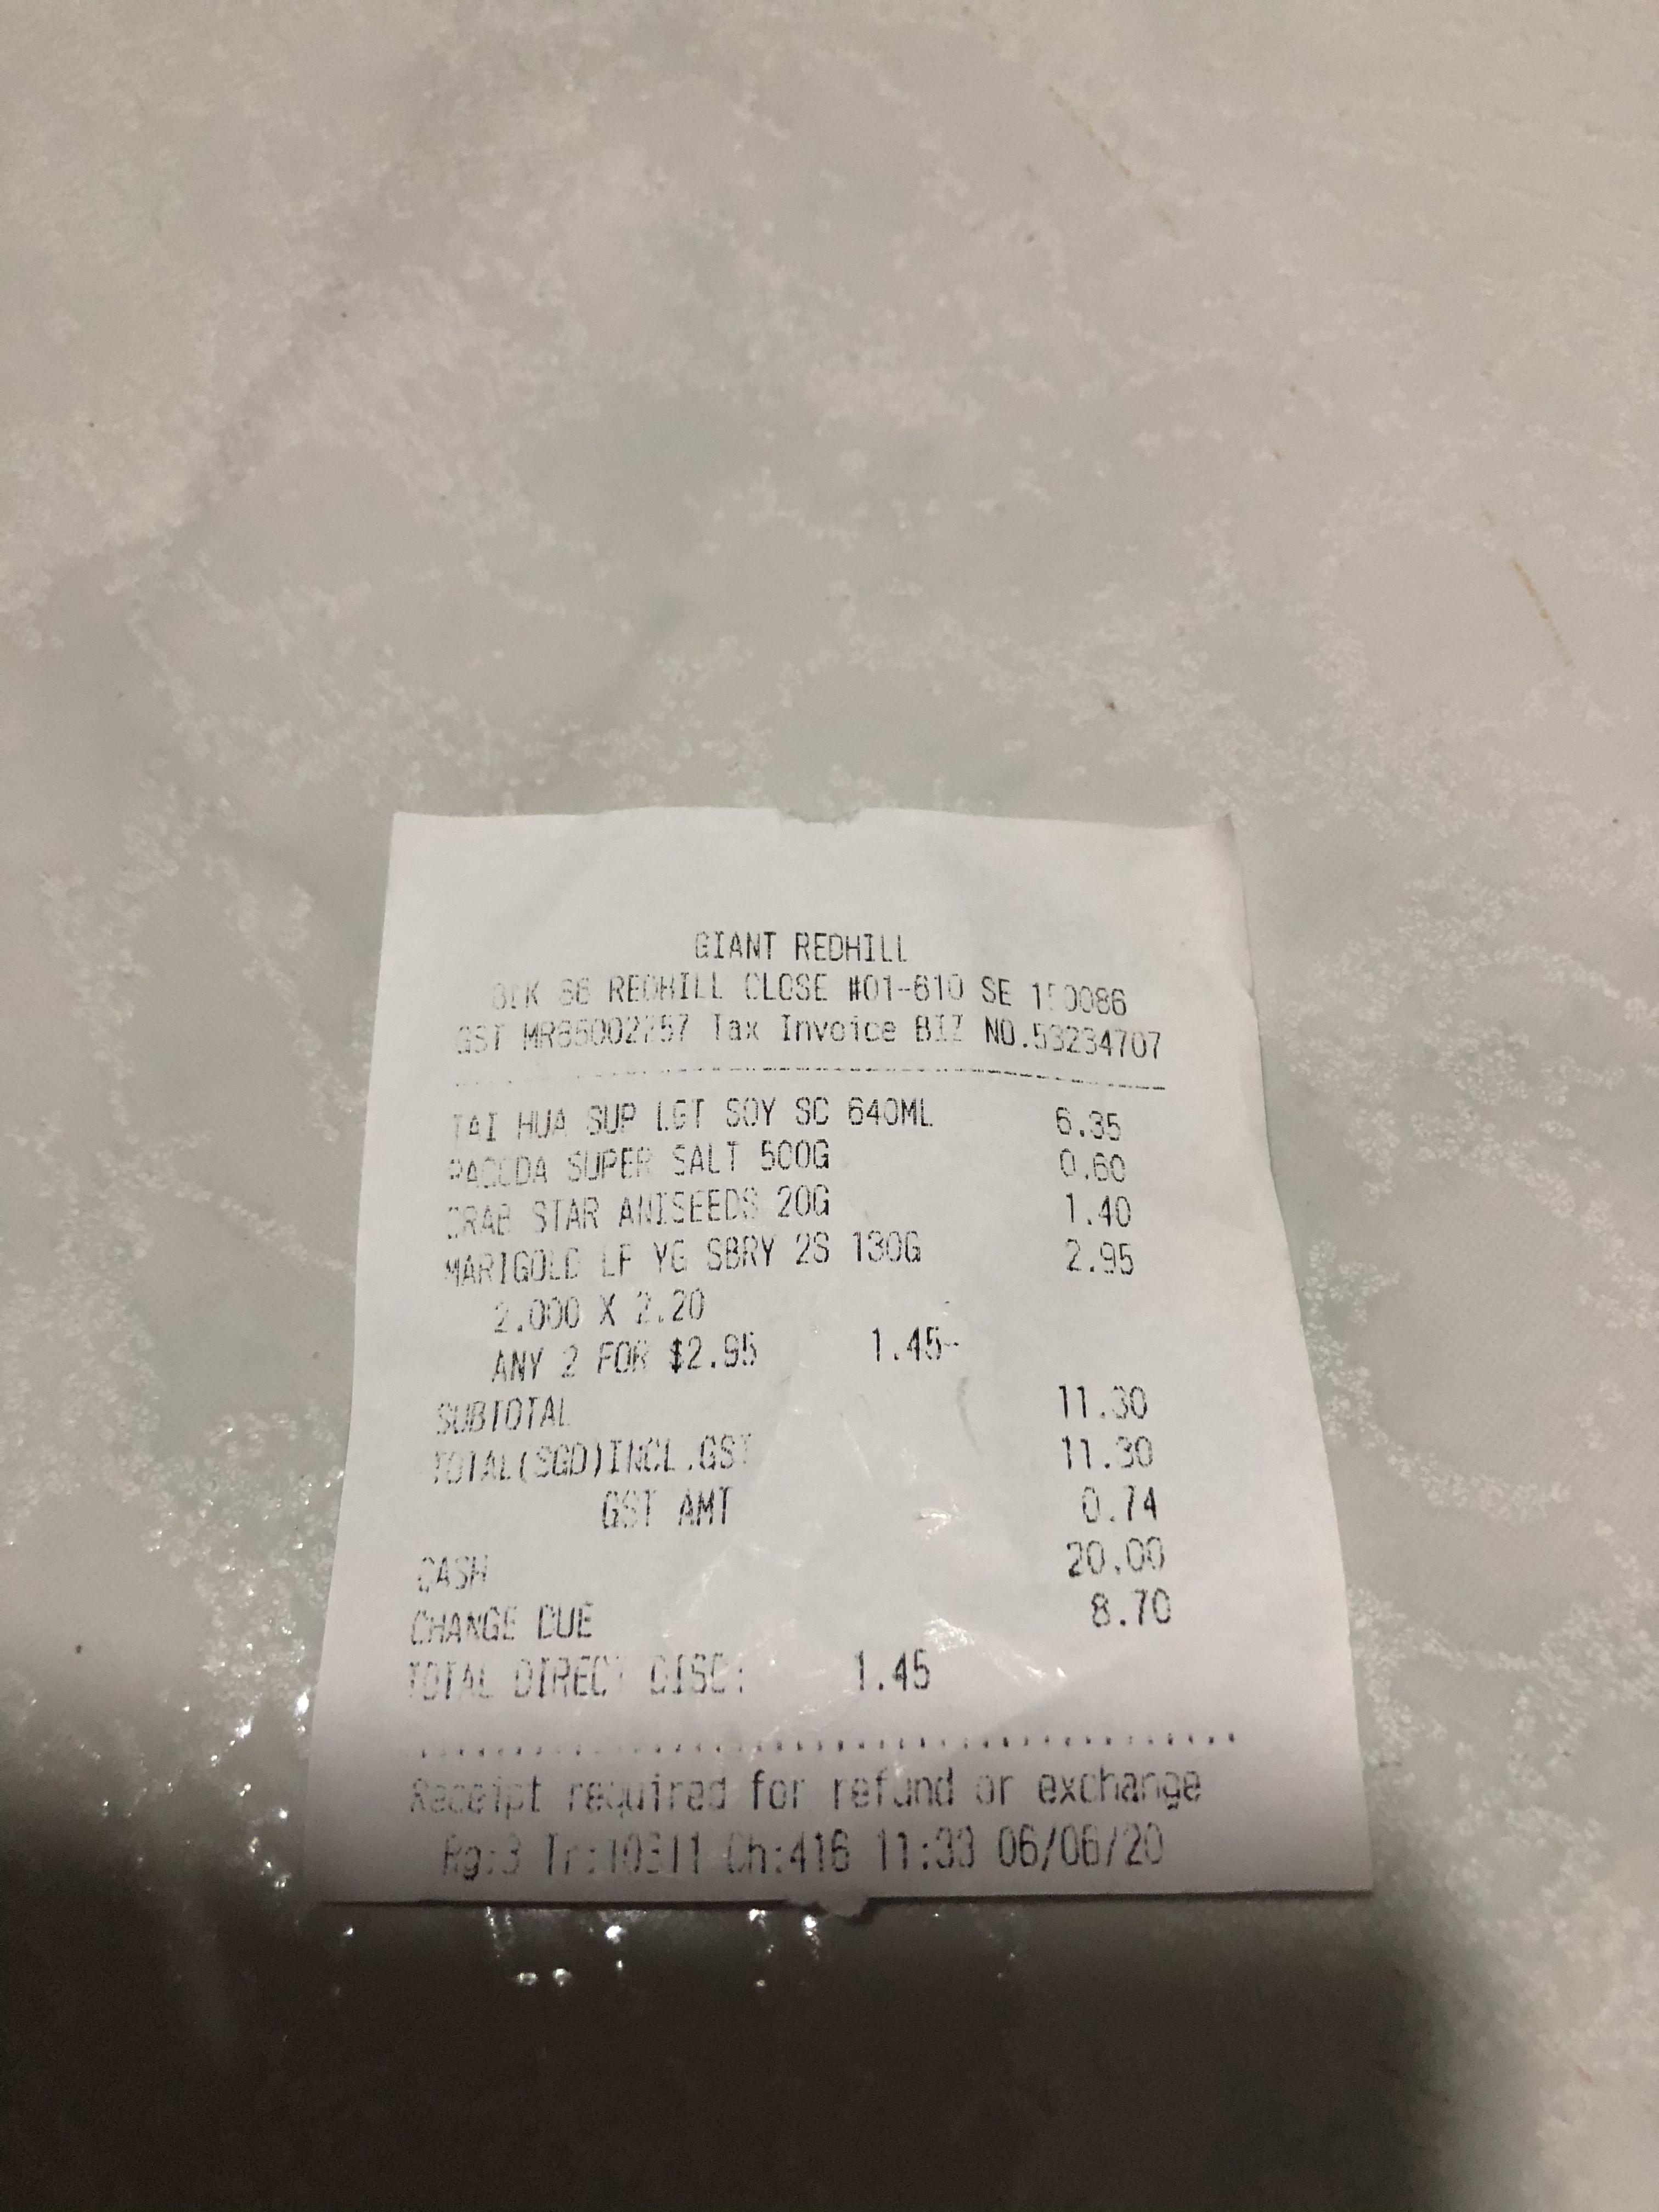 GIANT REDHILL
BLK 86 REDHILL CLOSE #01-610 SE 150086
GST MR85002257 Tax Invoice BIZ NO.53234707
TAI HUA SUP LGT SOY SC 640ML 6.35
PAGODA SUPER SALT 500G 0.60
CRAB STAR ANISEEDS 20G 1.40
MARIGOLD LF YG SBRY 2S 130G 2.95
2.000 X 2.20
ANY 2 FOR $2.95 1.45-
SUBTOTAL 11.30
TOTAL(SGD)INCL.GST 11.30
GST AMT 0.74
CASH 20.00
CHANGE DUE 8.70
TOTAL DIRECT DISC: 1.45
Receipt required for refund or exchange
Rg:3 Ch:416 11:33 06/06/20